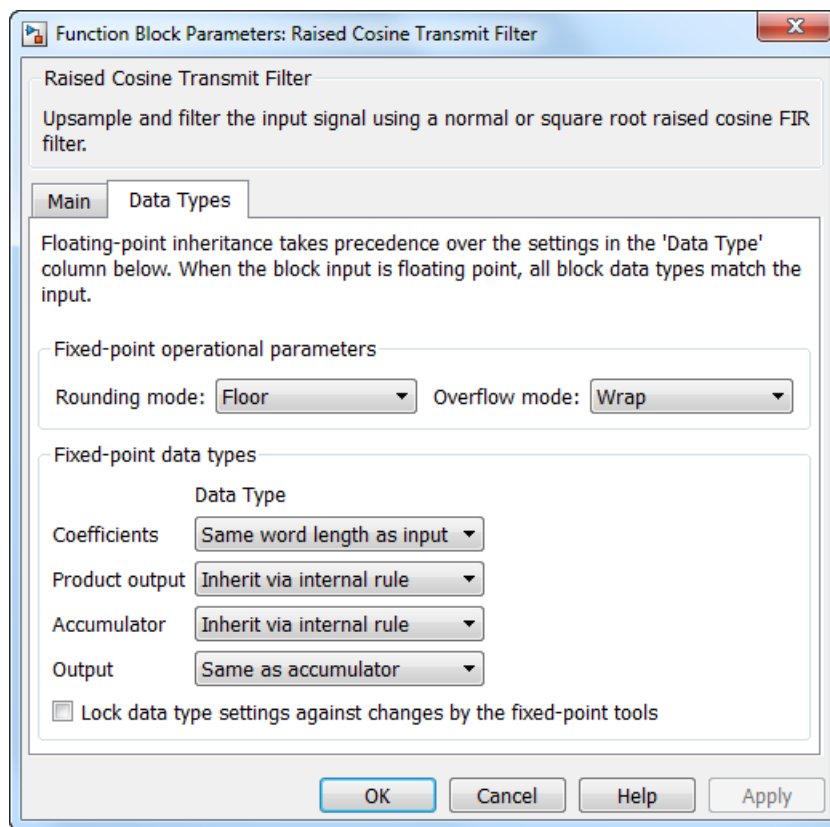 Function Block Parameters: Raised Cosine Transmit Filter
Raised Cosine Transmit Filter
Upsample and filter the input signal using a normal or square root raised cosine FIR
filter.
Main Data Types
Floating-point inheritance takes precedence over the settings in the 'Data Type'
column below. When the block input is floating point, all block data types match the
input.
Fixed-point operational parameters
Rounding mode: Floor Overflow mode: Wrap
Fixed-point data types
Data Type
Coefficients Same word length as input
Product output Inherit via internal rule
Accumulator Inherit via internal rule
Output Same as accumulator
Lock data type settings against changes by the fixed-point tools
OK Cancel Help Apply